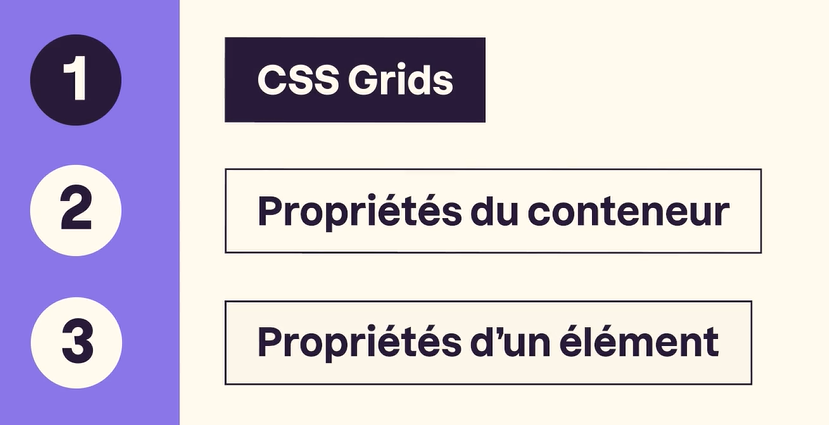 1 CSS Grids
2 Propriétés du conteneur
3 Propriétés d’un élément